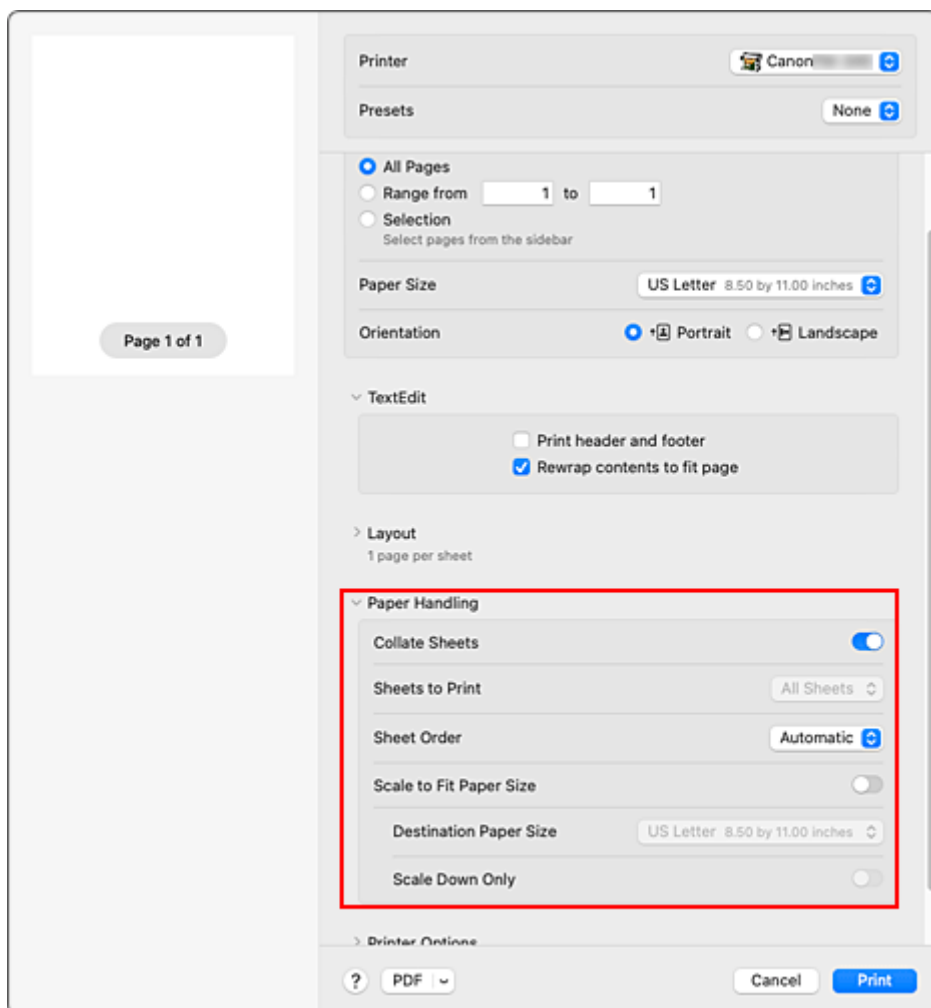 Page 1 of 1
Printer Canon
Presets None
All Pages
Range from 1 to 1
Selection
Select pages from the sidebar
Paper Size US Letter 8.50 by 11.00 inches
Orientation Portrait Landscape
TextEdit
Print header and footer
Rewrap contents to fit page
Layout
1 page per sheet
Paper Handling
Collate Sheets
Sheets to Print All Sheets
Sheet Order Automatic
Scale to Fit Paper Size
Destination Paper Size US Letter 8.50 by 11.00 inches
Scale Down Only
Printer Options
? PDF Cancel Print